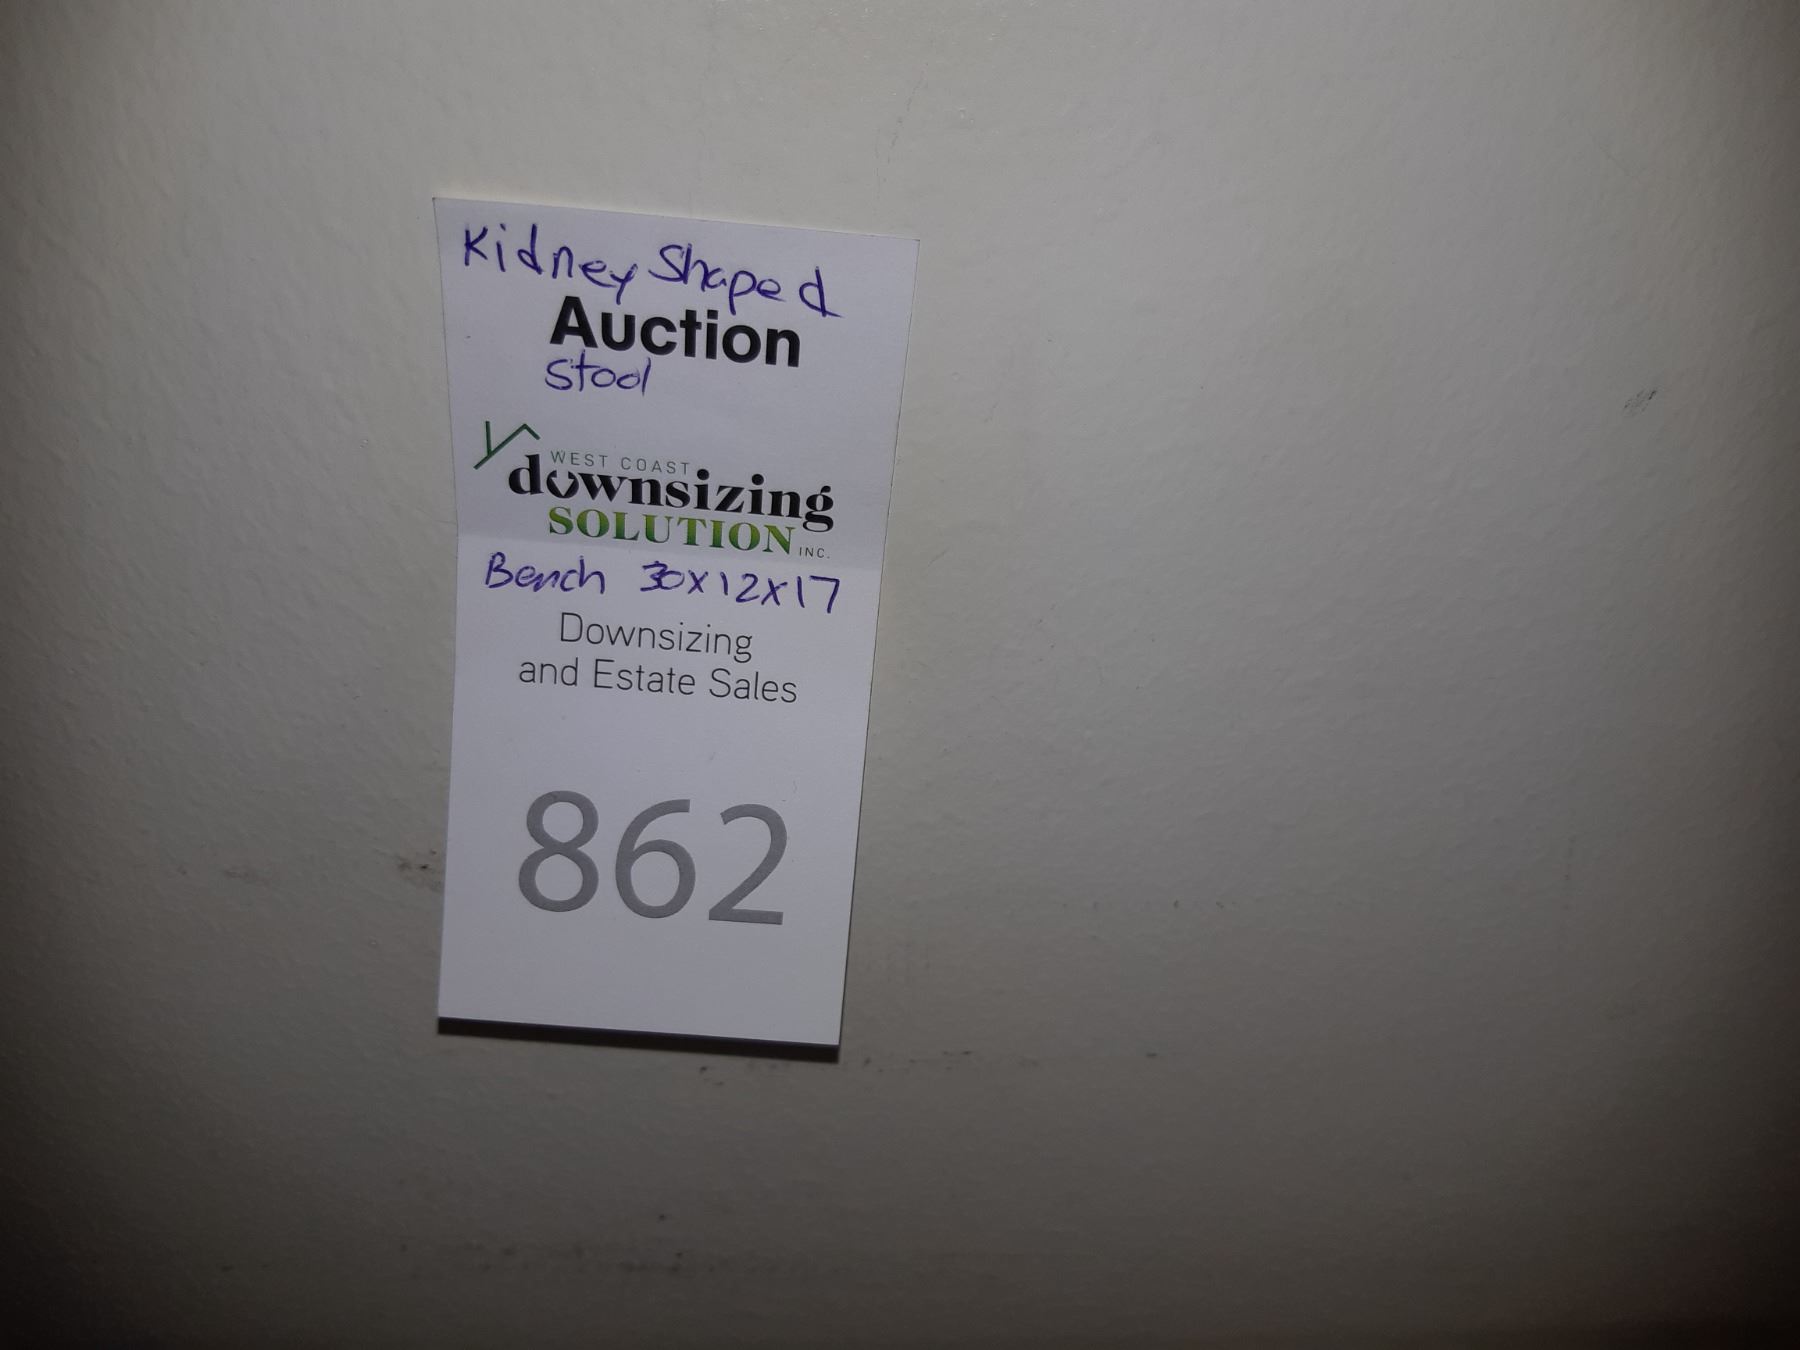 Kidney Shaped
Auction
Stool
WEST COAST
downsizing
SOLUTION INC.
Bench 30x12x17
Downsizing
and Estate Sales
862